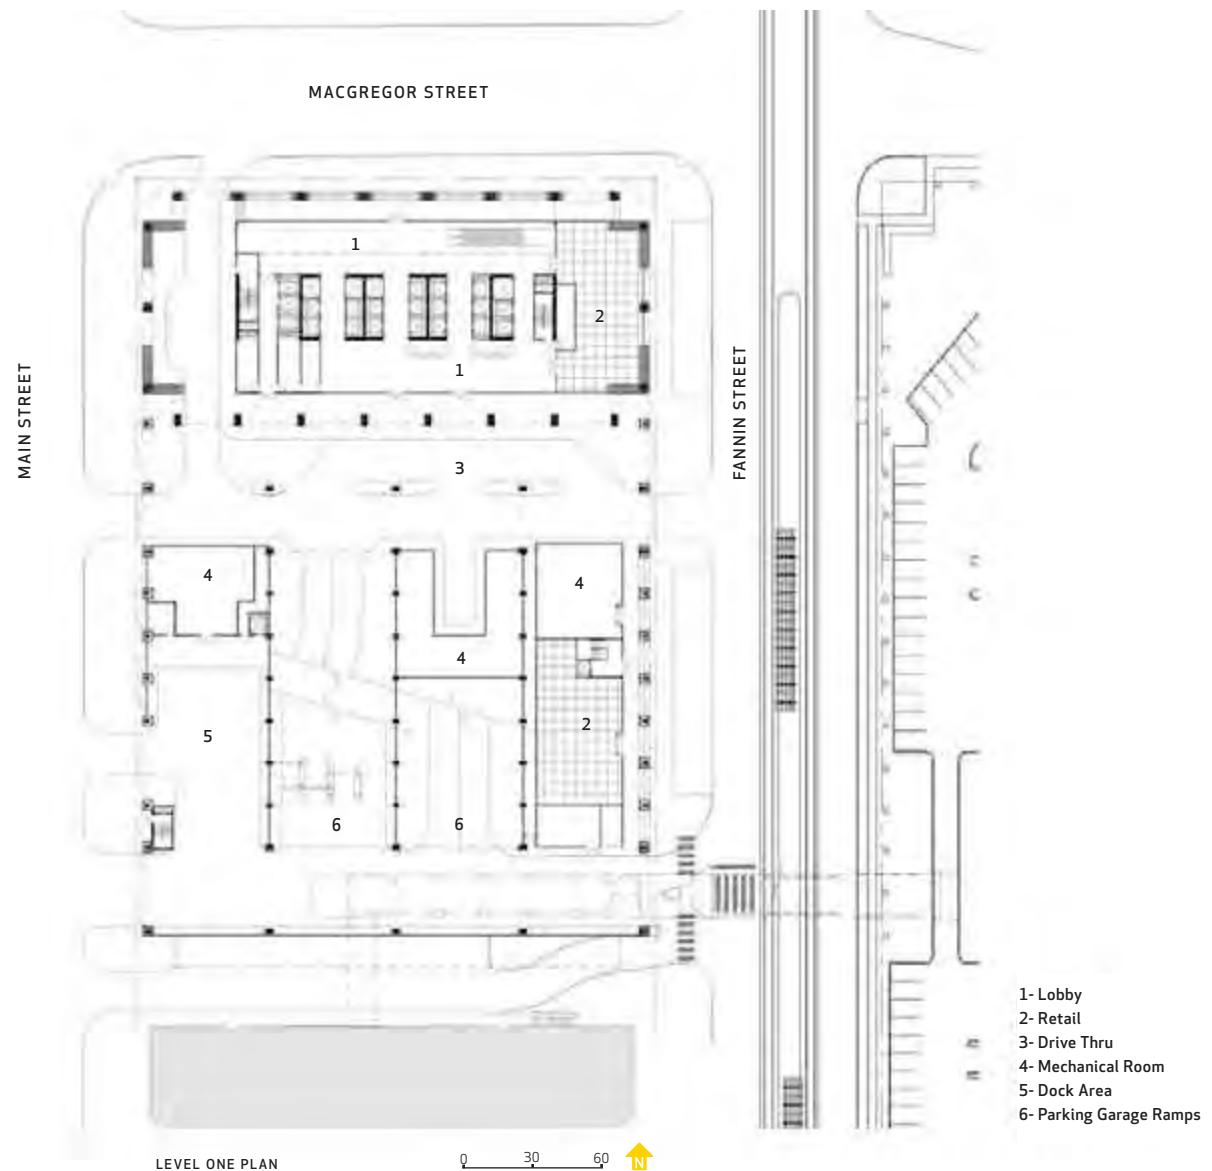 MACGREGOR STREET
1
2
1
MAIN STREET
FANNIN STREET
3
4
4
4
2
5
6
6
1- Lobby
2- Retail
3- Drive Thru
4- Mechanical Room
5- Dock Area
6- Parking Garage Ramps
LEVEL ONE PLAN
0 30 60
N